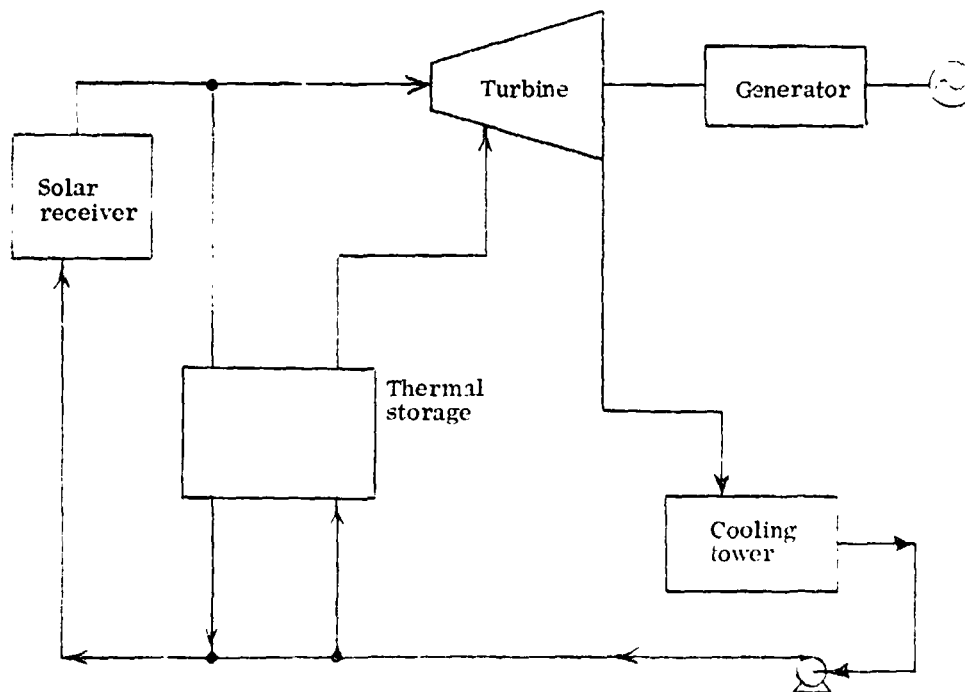 Turbine
Generator
Solar
receiver
Thermal
storage
Cooling
tower